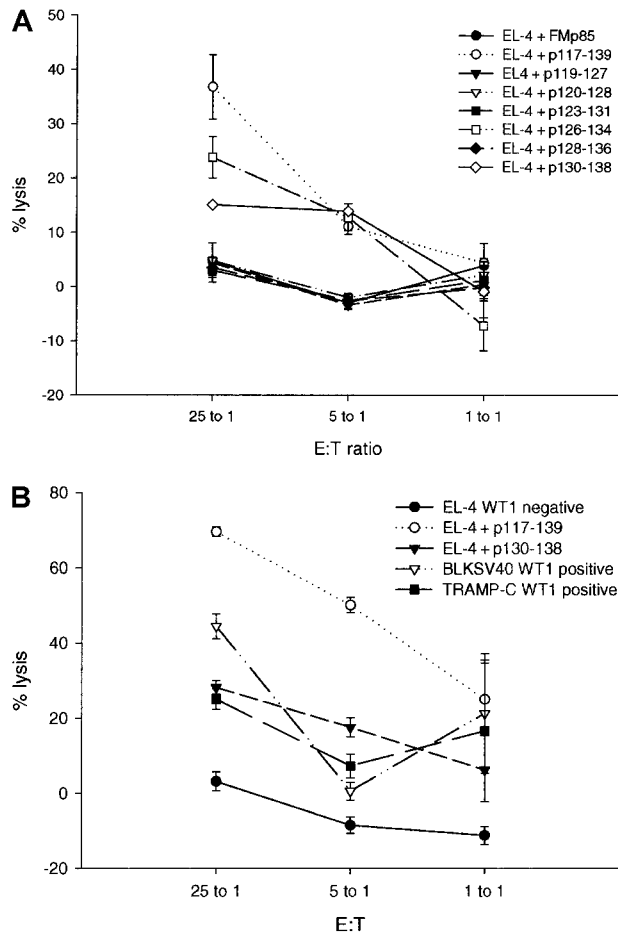 A
50
40
30
20
10
0
-10
-20
% lysis
25 to 1
5 to 1
1 to 1
E:T ratio
EL-4 + FMp85
EL-4 + p117-139
EL4 + p119-127
EL-4 + p120-128
EL-4 + p123-131
EL-4 + p126-134
EL-4 + p128-136
EL-4 + p130-138
B
80
60
40
20
0
-20
% lysis
25 to 1
5 to 1
1 to 1
E:T
EL-4 WT1 negative
EL-4 + p117-139
EL-4 + p130-138
BLKSV40 WT1 positive
TRAMP-C WT1 positive